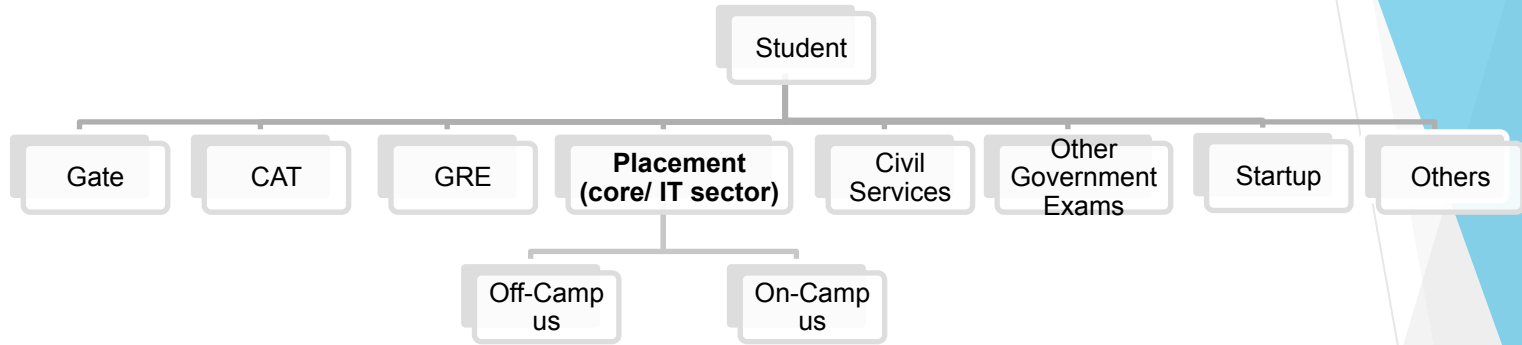 Student
Gate
CAT
GRE
Placement
(core/ IT sector)
Civil
Services
Other
Government
Exams
Startup
Others
Off-Camp
us
On-Camp
us